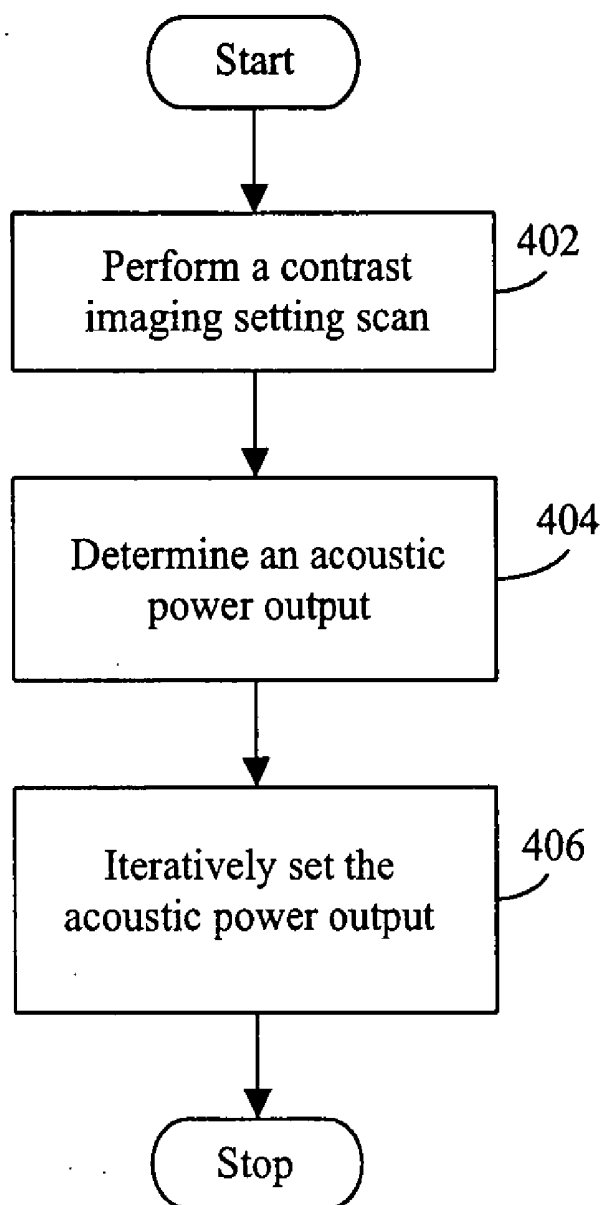 Start
Perform a contrast
imaging setting scan
402
Determine an acoustic
power output
404
Iteratively set the
acoustic power output
406
Stop